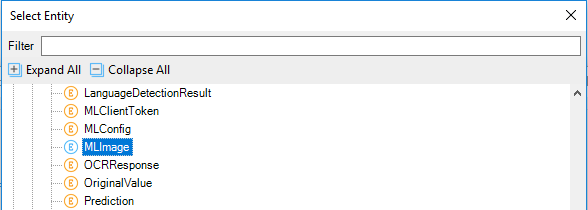 Select Entity
Filter
Expand All Collapse All
LanguageDetectionResult
MLClientToken
MLConfig
MLImage
OCRResponse
OriginalValue
Prediction